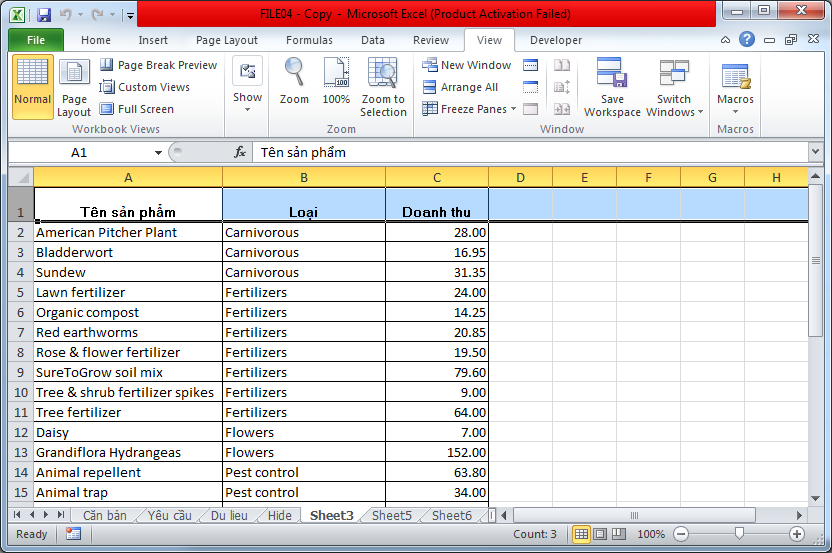 FILE04 - Copy - Microsoft Excel (Product Activation Failed)
File Home Insert Page Layout Formulas Data Review View Developer
Normal
Page Layout
Page Break Preview
Custom Views
Full Screen
Workbook Views
Show
Zoom
100%
Zoom to Selection
Zoom
New Window
Arrange All
Freeze Panes
Window
Save Workspace
Switch Windows
Macros
Macros
A1 fx Tên sản phẩm
A B C D E F G H
1 Tên sản phẩm Loại Doanh thu
2 American Pitcher Plant Carnivorous 28.00
3 Bladderwort Carnivorous 16.95
4 Sundew Carnivorous 31.35
5 Lawn fertilizer Fertilizers 24.00
6 Organic compost Fertilizers 14.25
7 Red earthworms Fertilizers 20.85
8 Rose & flower fertilizer Fertilizers 19.50
9 SureToGrow soil mix Fertilizers 79.60
10 Tree & shrub fertilizer spikes Fertilizers 9.00
11 Tree fertilizer Fertilizers 64.00
12 Daisy Flowers 7.00
13 Grandiflora Hydrangeas Flowers 152.00
14 Animal repellent Pest control 63.80
15 Animal trap Pest control 34.00
Căn bản Yêu cầu Du lieu Hide Sheet3 Sheet5 Sheet6
Ready Count: 3 100%